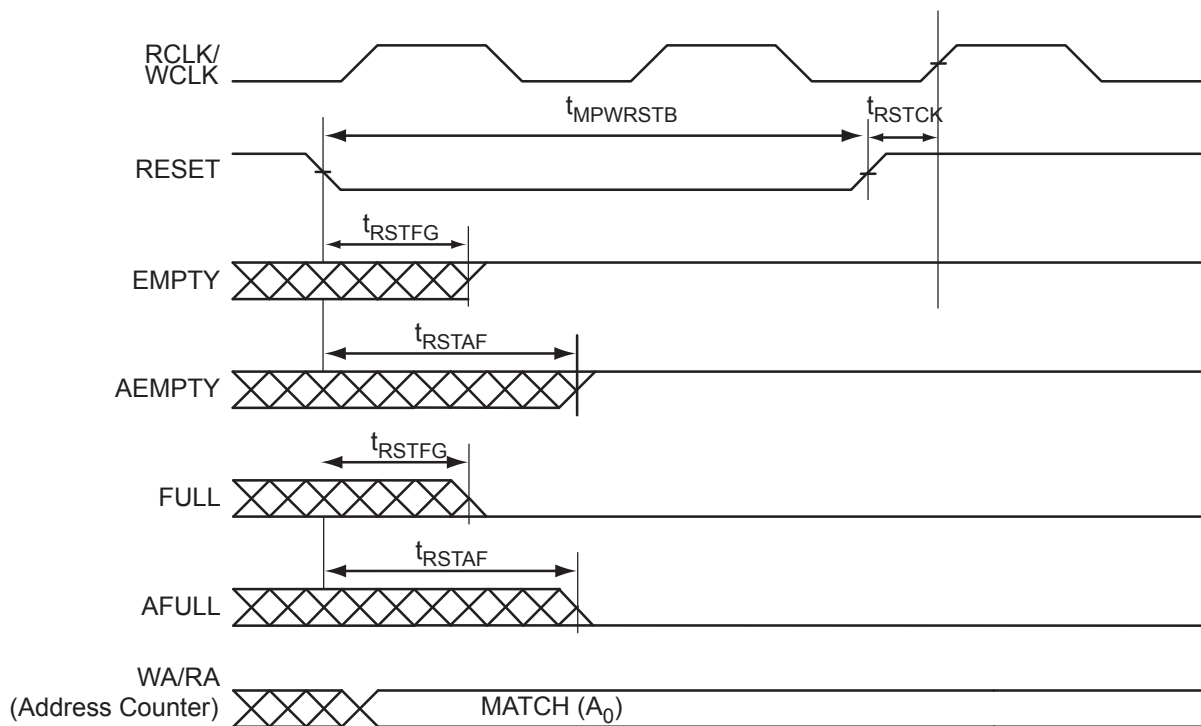 RCLK/
WCLK
tMPWRSTB
tRSTCK
RESET
tRSTFG
EMPTY
tRSTAF
AEMPTY
tRSTFG
FULL
tRSTAF
AFULL
WA/RA
(Address Counter)
MATCH (A0)